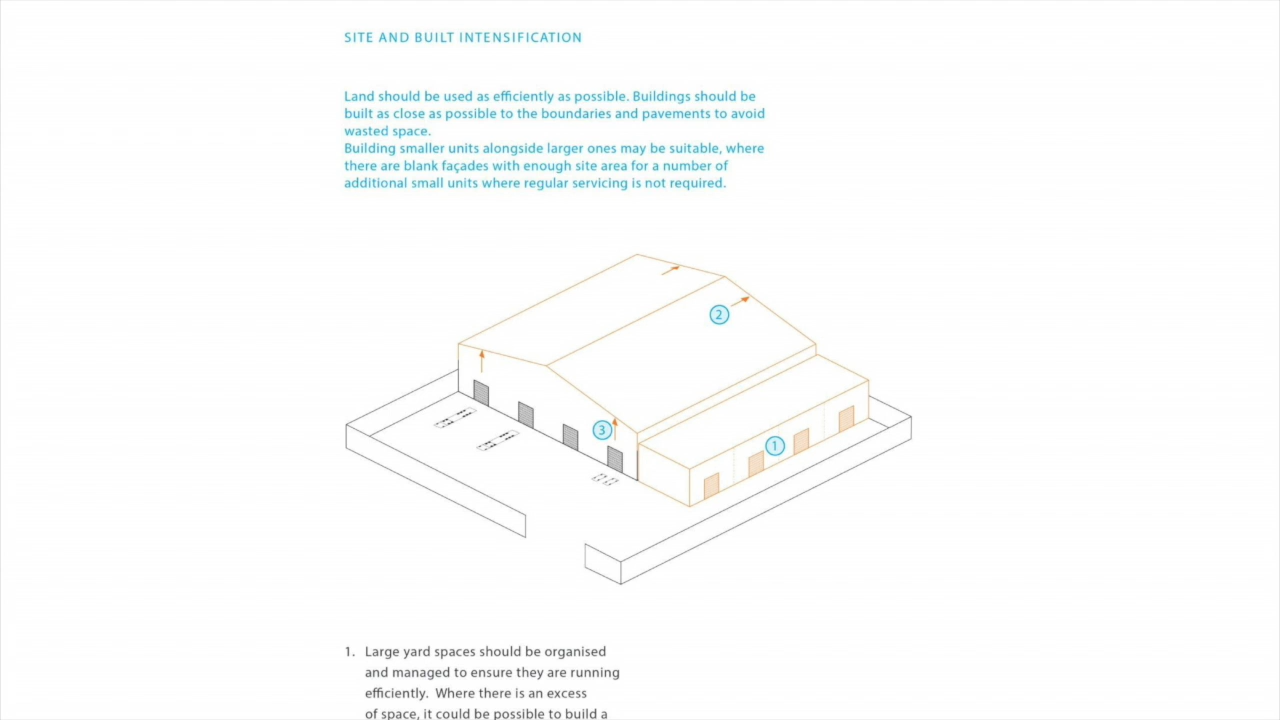 SITE AND BUILT INTENSIFICATION
Land should be used as efficiently as possible. Buildings should be
built as close as possible to the boundaries and pavements to avoid
wasted space.
Building smaller units alongside larger ones may be suitable, where
there are blank façades with enough site area for a number of
additional small units where regular servicing is not required.
2
3
1
1. Large yard spaces should be organised
and managed to ensure they are running
efficiently. Where there is an excess
of space, it could be possible to build a